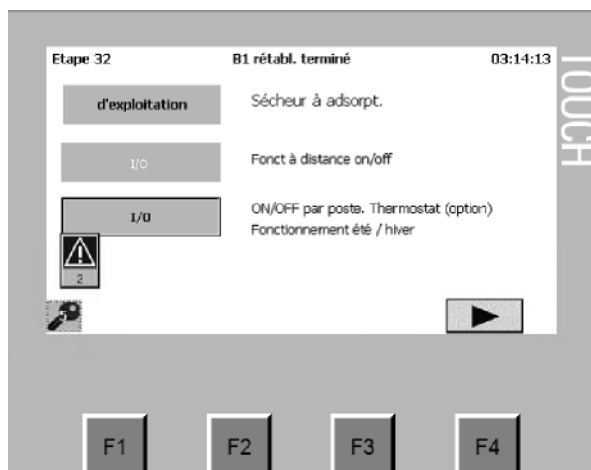 Etape 32 B1 rétabl. terminé 03:14:13
TOUCH
d'exploitation Sécheur à adsorpt.
I/O Fonct à distance on/off
I/O ON/OFF par poste. Thermostat (option)
Fonctionnement été / hiver
2
F1 F2 F3 F4